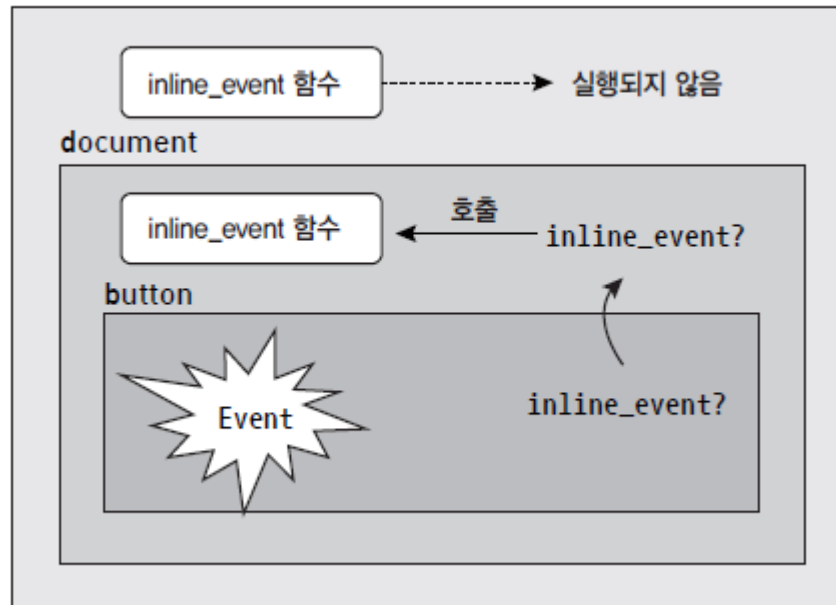 inline_event 함수
실행되지 않음
document
inline_event 함수
호출
inline_event?
button
Event
inline_event?